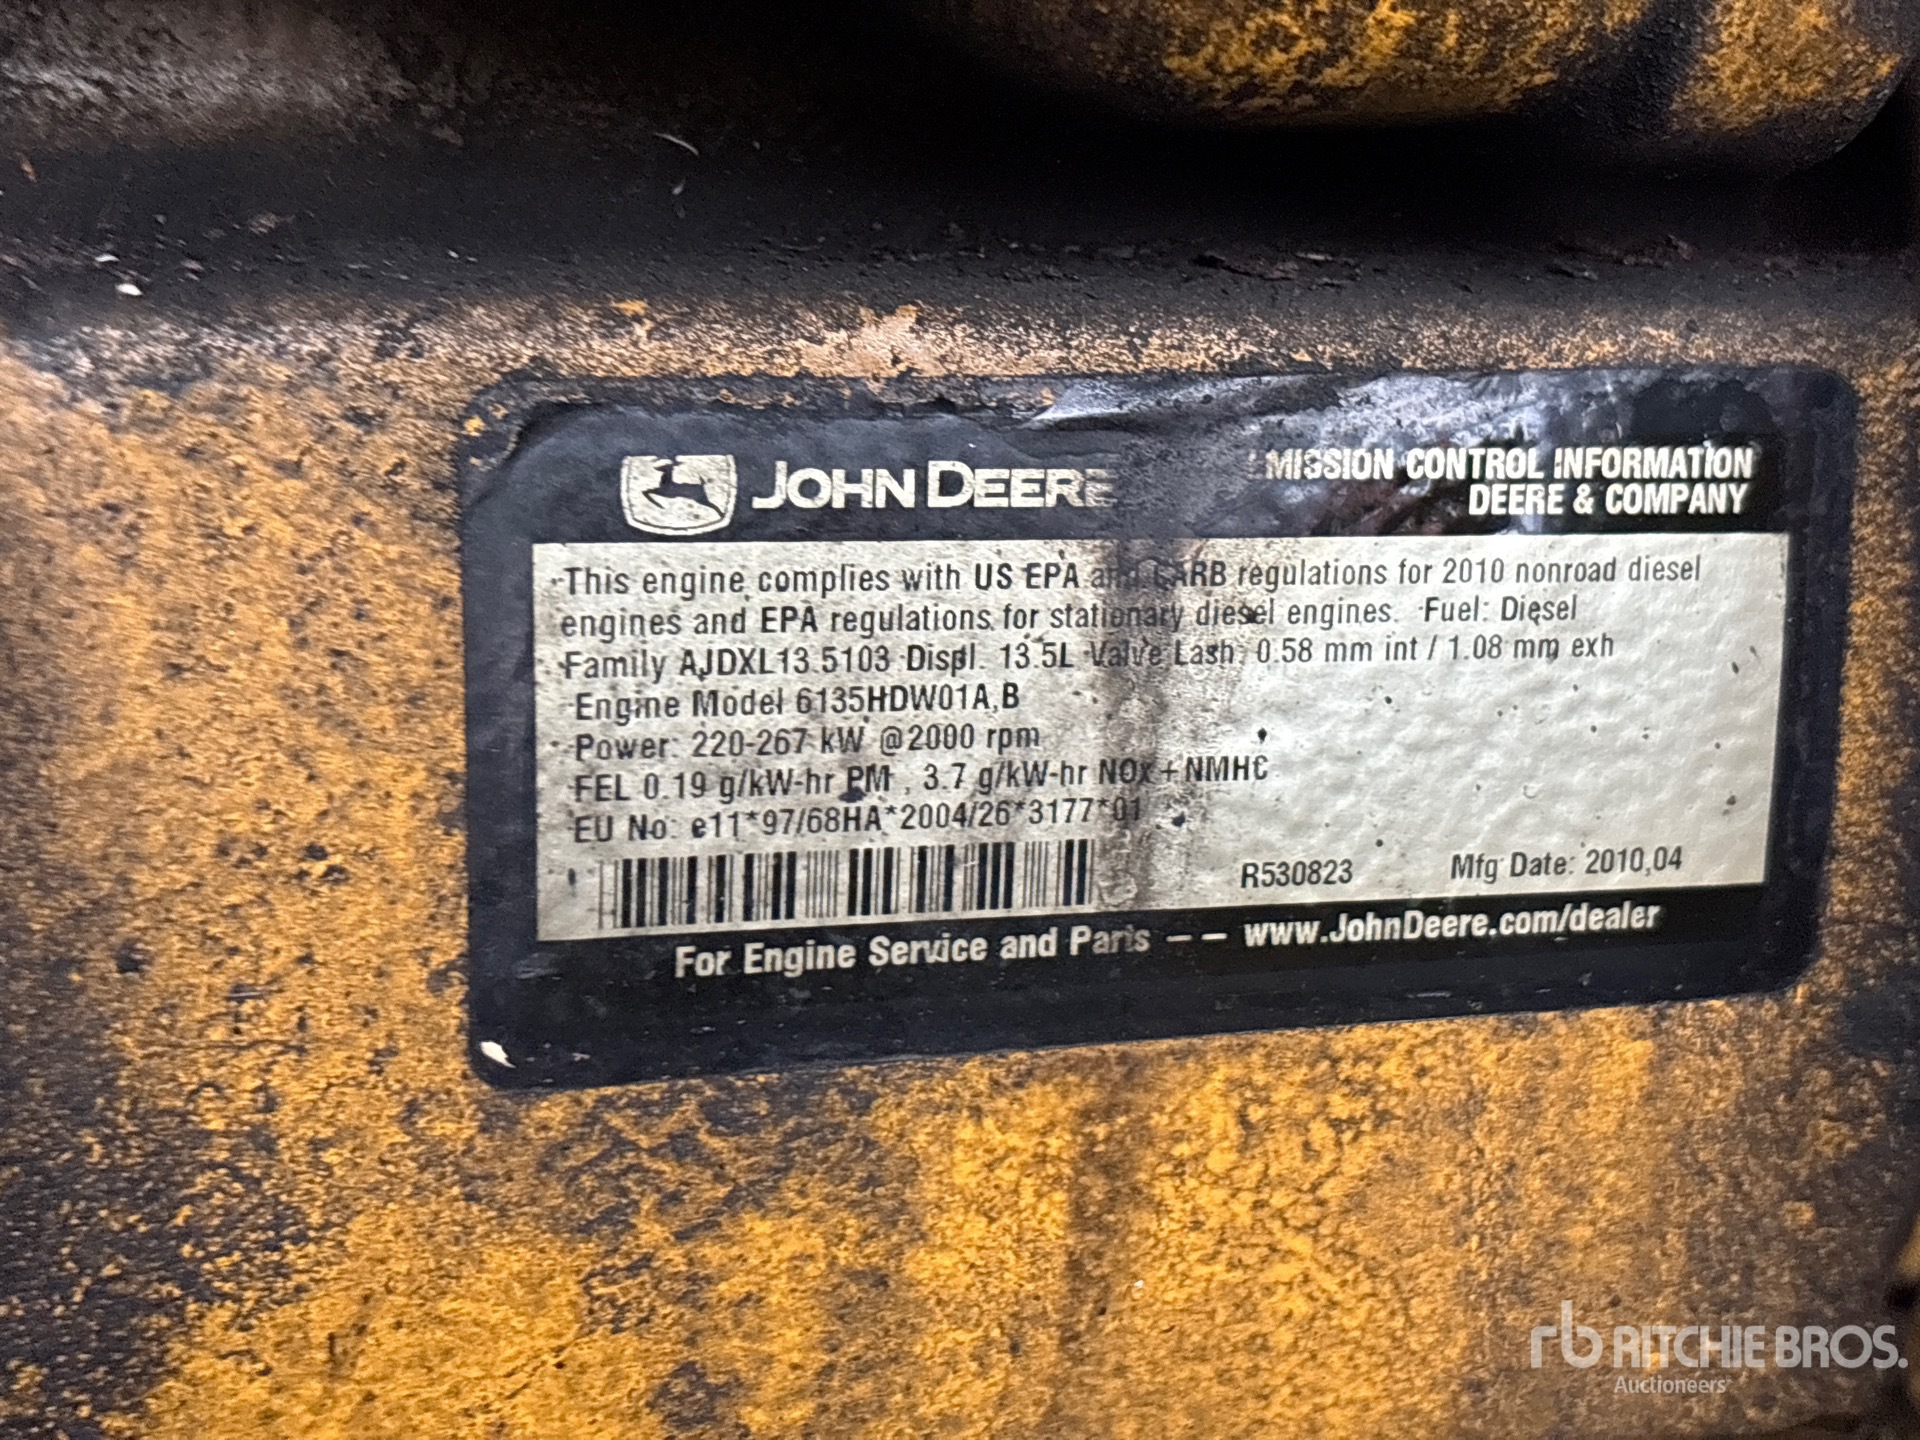 JOHN DEERE
EMISSION CONTROL INFORMATION
DEERE & COMPANY
This engine complies with US EPA and CARB regulations for 2010 nonroad diesel
engines and EPA regulations for stationary diesel engines. Fuel: Diesel
Family AJDXL13.5103 Displ. 13.5L Valve Lash: 0.58 mm int / 1.08 mm exh
Engine Model 6135HDW01A,B
Power: 220-267 kW @2000 rpm
FEL 0.19 g/kW-hr PM , 3.7 g/kW-hr NOx + NMHC
EU No: e11*97/68HA*2004/26*3177*01
R530823 Mfg Date: 2010,04
For Engine Service and Parts -- www.JohnDeere.com/dealer
rb RITCHIE BROS.
Auctioneers